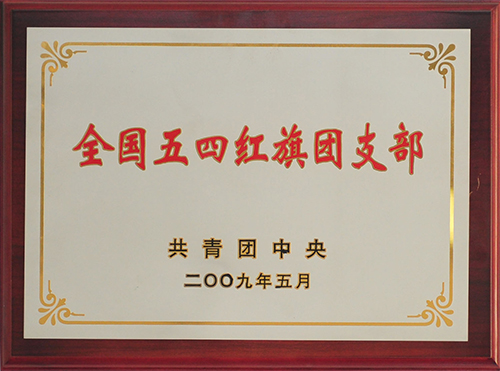 全国五四红旗团支部
共青团中央
二〇〇九年五月